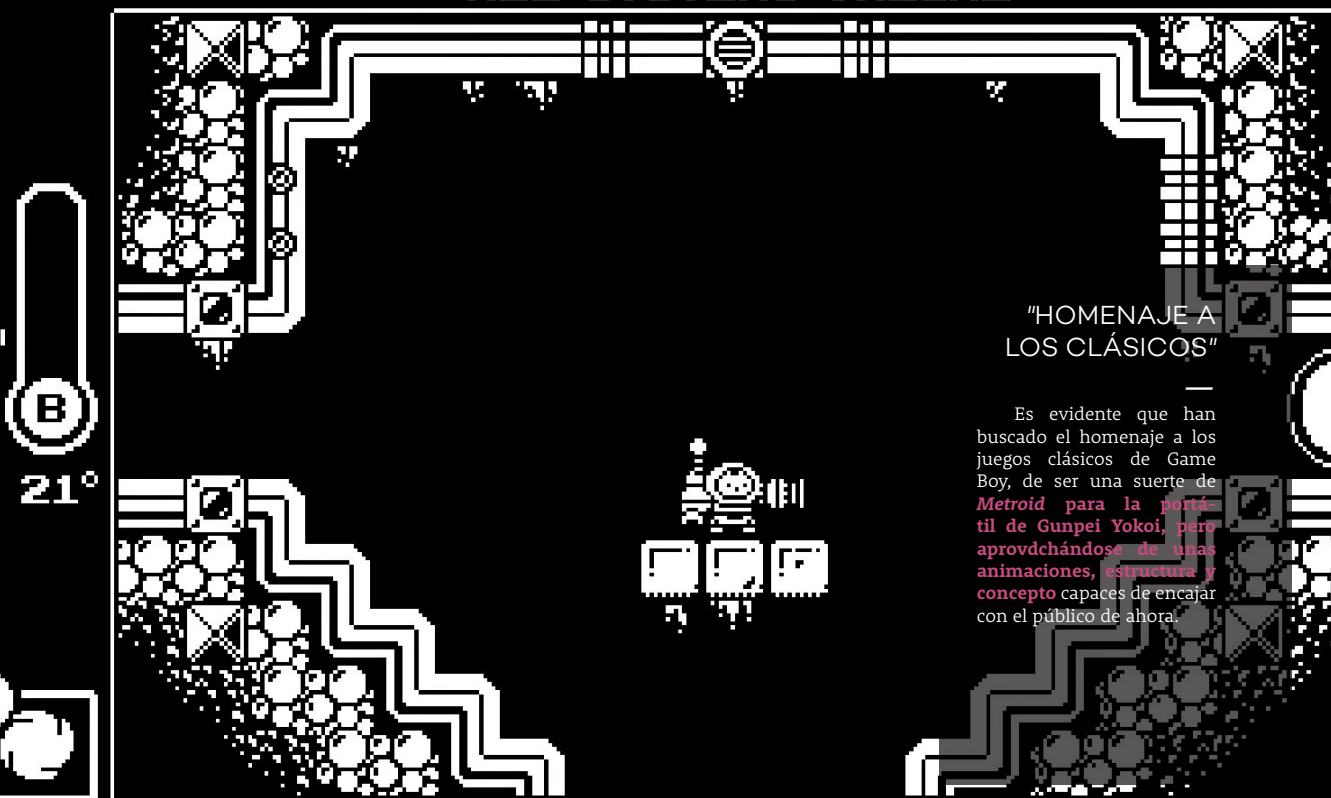 "HOMENAJE A
LOS CLÁSICOS"
Es evidente que han
buscado el homenaje a los
juegos clásicos de Game
Boy, de ser una suerte de
Metroid para la portá-
til de Gunpei Yokoi, pero
aprovdchándose de unas
animaciones, estructura y
concepto capaces de encajar
con el público de ahora.
B
21°